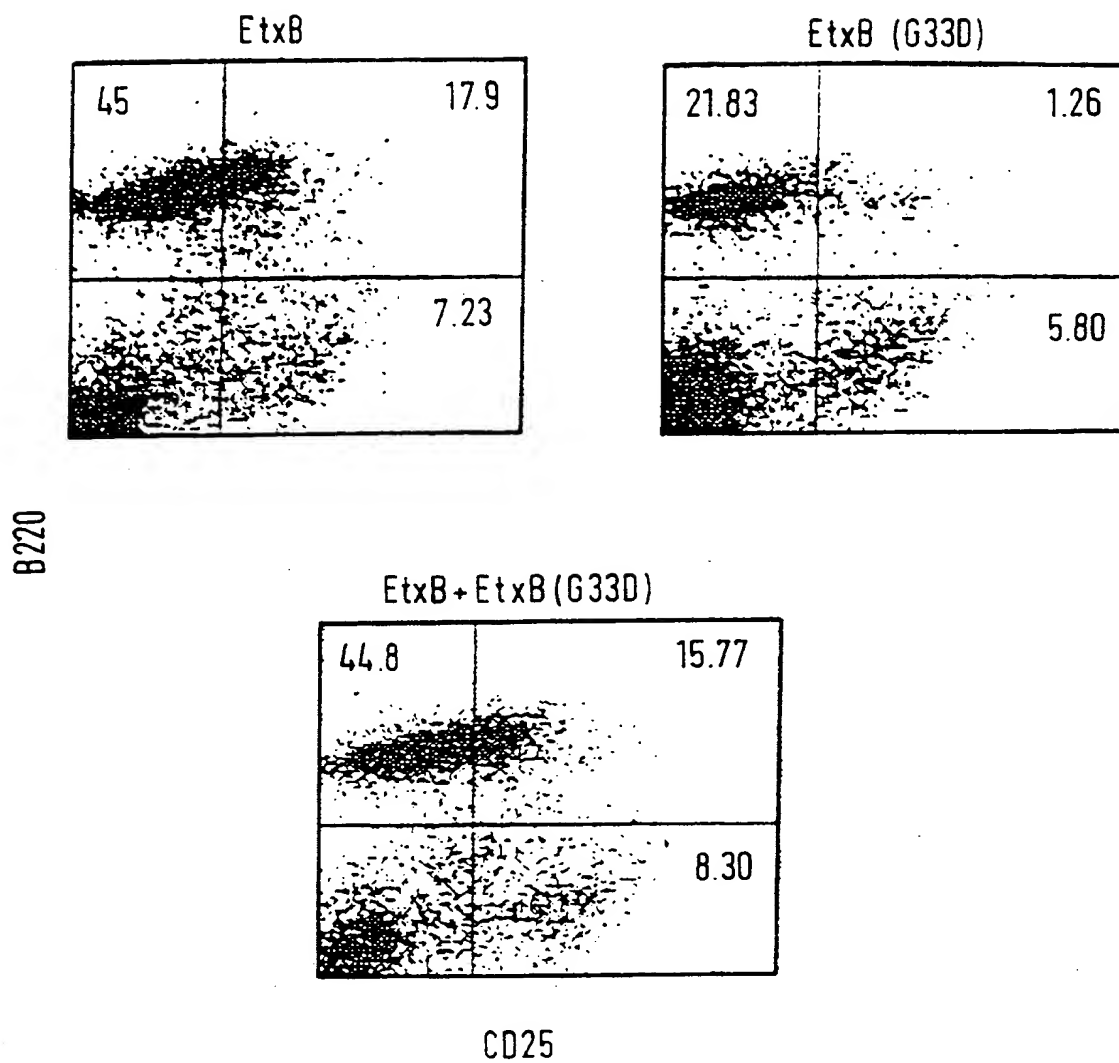 EtxB
45 17.9
7.23
EtxB (G33D)
21.83 1.26
5.80
B220
EtxB + EtxB (G33D)
44.8 15.77
8.30
CD25